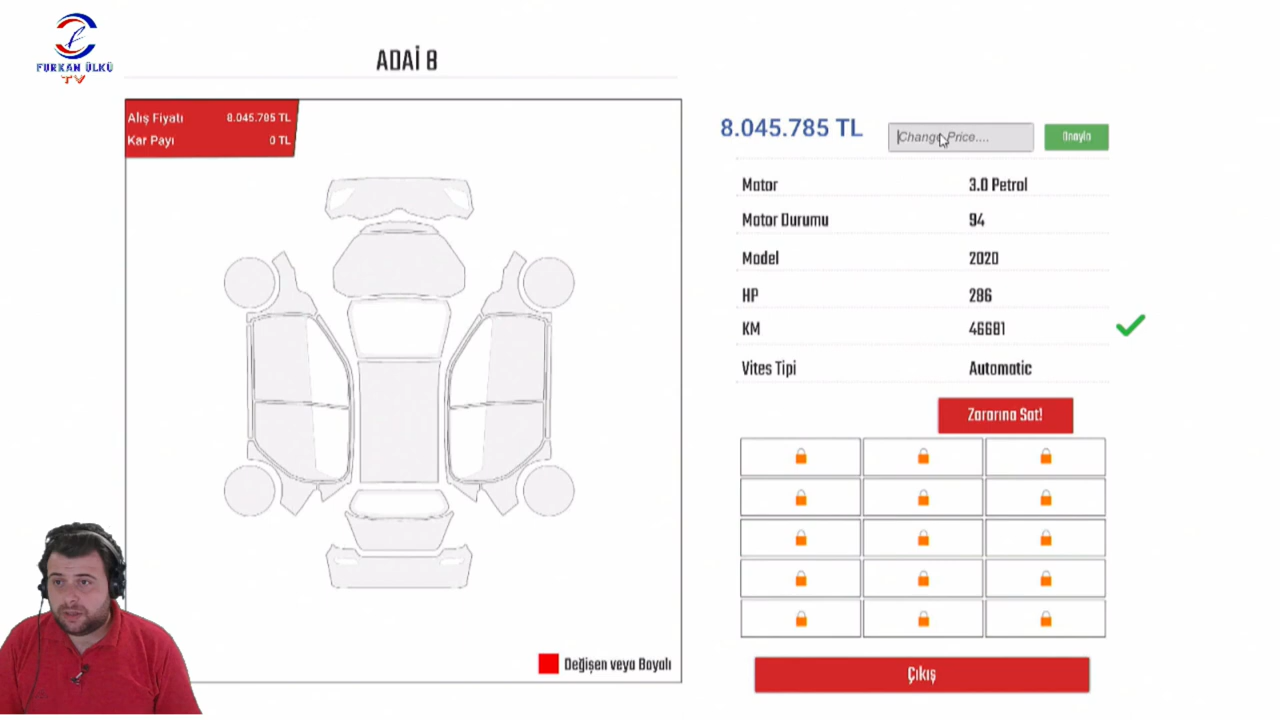 FURKAN ÜLKÜ
TV
ADAİ 8
Alış Fiyatı 8.045.785 TL
Kar Payı 0 TL
8.045.785 TL
Change Price....
Onayla
Motor 3.0 Petrol
Motor Durumu 94
Model 2020
HP 286
KM 46681
Vites Tipi Automatic
Zararına Sat!
Değişen veya Boyalı
Çıkış